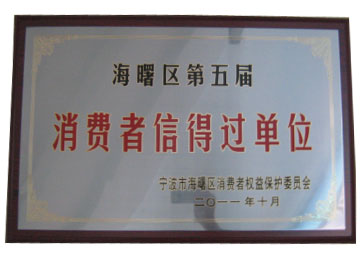 海曙区第五届
消费者信得过单位
宁波市海曙区消费者权益保护委员会
二〇一一年十月